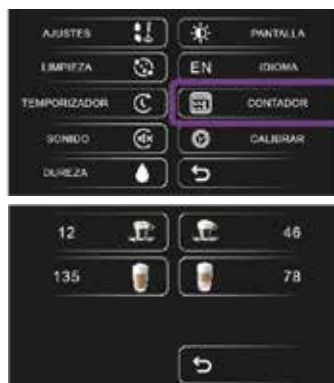 AJUSTES PANTALLA
LIMPIEZA EN IDIOMA
TEMPORIZADOR CONTADOR
SONIDO CALIBRAR
DUREZA
12 46
135 78